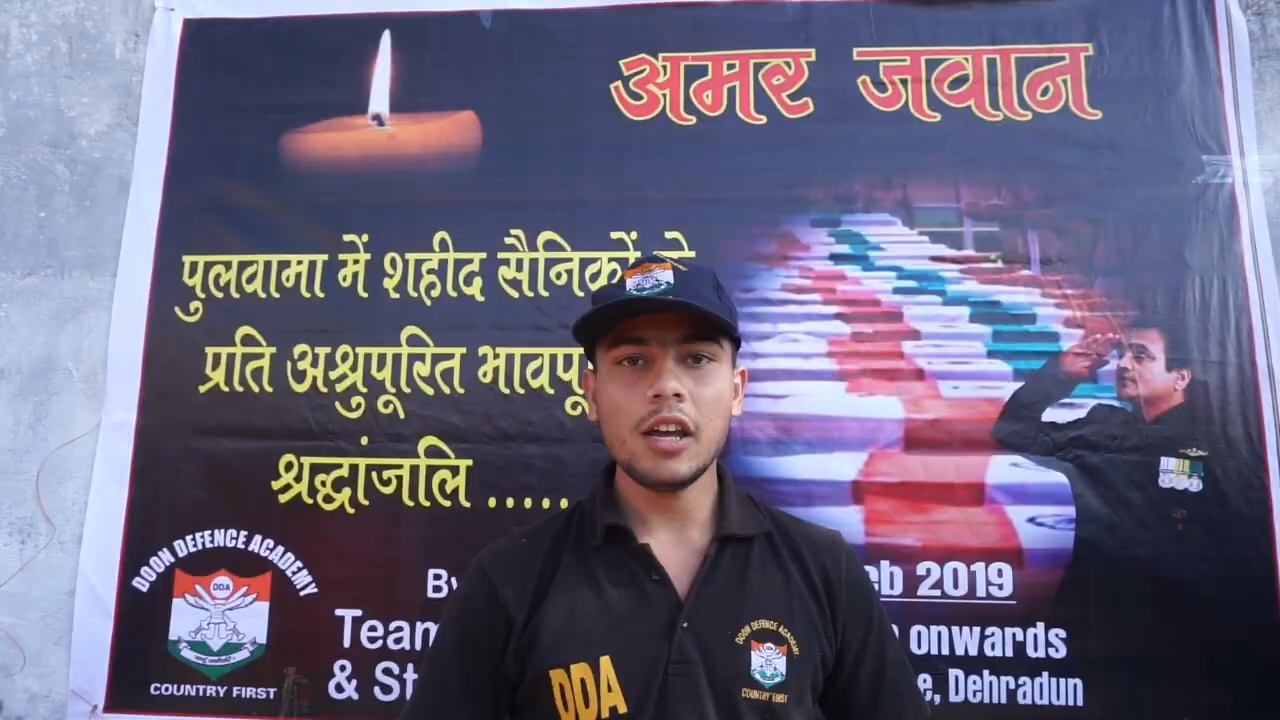 अमर जवान
पुलवामा में शहीद सैनिकों
प्रति अश्रुपूरित
श्रद्धांजलि .....
DOON DEFENCE ACADEMY
DDA
COUNTRY FIRST
By
Team
& St
eb 2019
onwards
e, Dehradun
DDA
DOON DEFENCE ACADEMY
COUNTRY FIRST